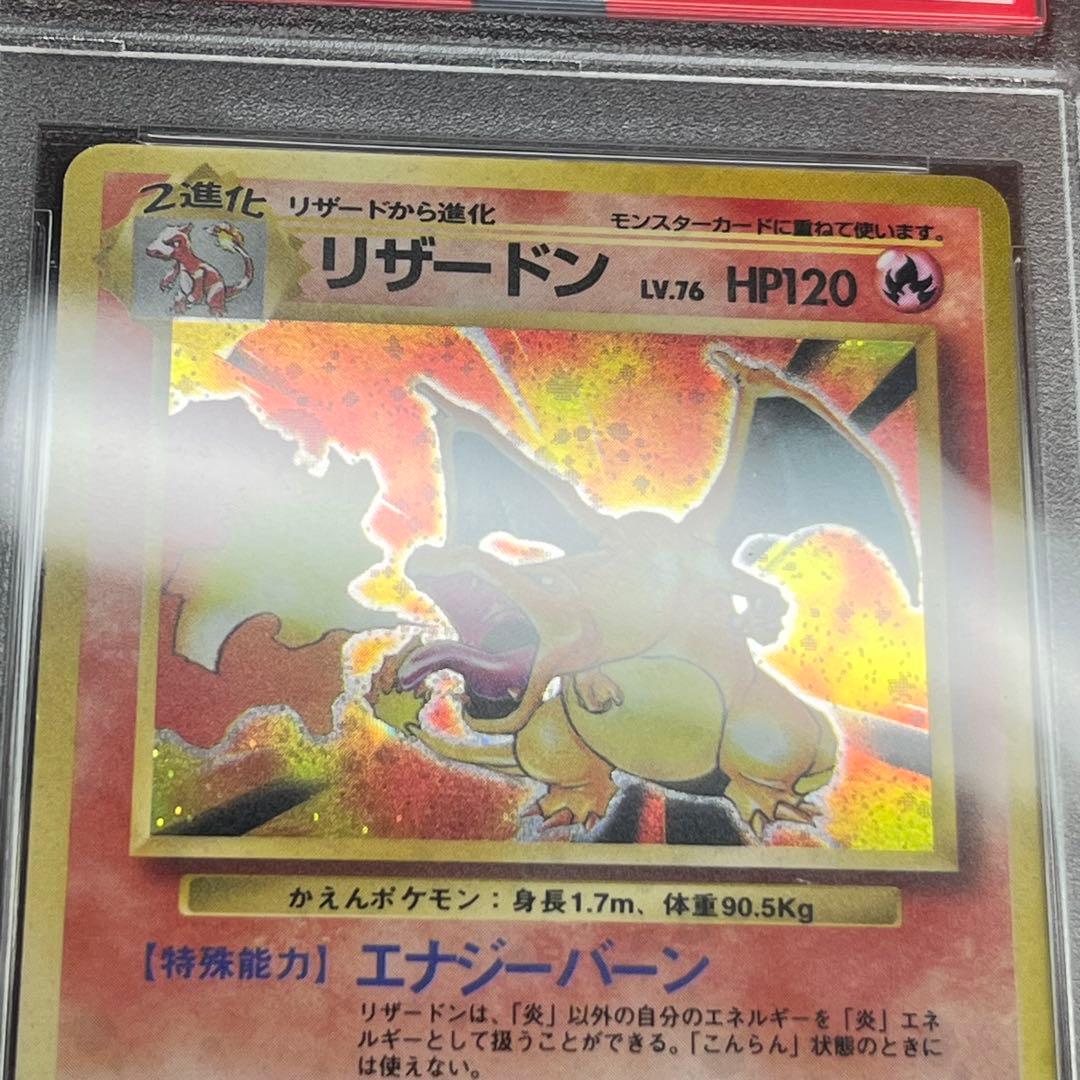 2進化 リザードから進化 モンスターカードに重ねて使います。
リザードン LV.76 HP120
かえんポケモン：身長1.7m、体重90.5Kg
【特殊能力】 エナジーバーン
リザードンは、「炎」以外の自分のエネルギーを「炎」エネ
ルギーとして扱うことができる。「こんらん」状態のときに
は使えない。